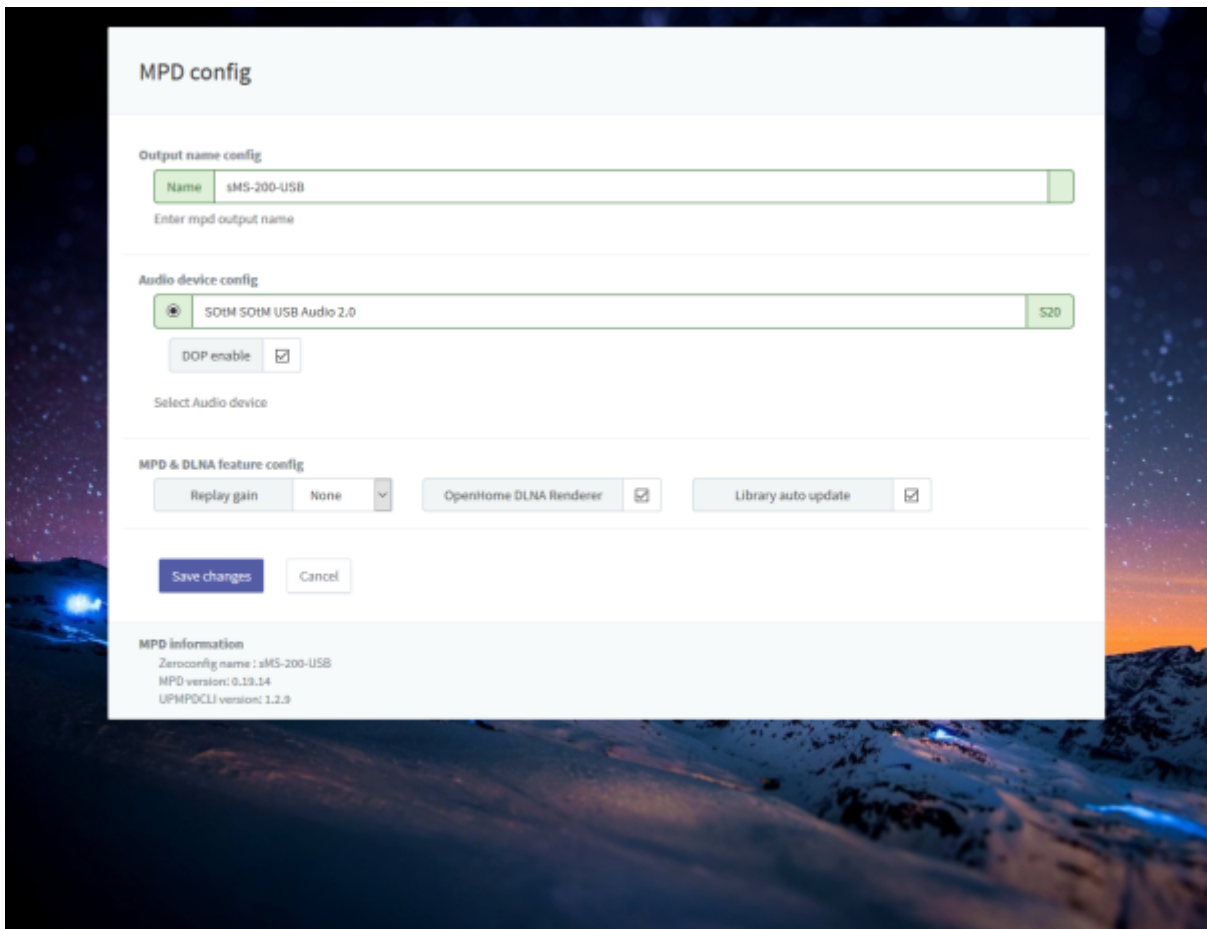 MPD config
Output name config
Name sMS-200-USB
Enter mpd output name
Audio device config
SOtM SOtM USB Audio 2.0 S20
DOP enable
Select Audio device
MPD & DLNA feature config
Replay gain None OpenHome DLNA Renderer Library auto update
Save changes Cancel
MPD information
Zeroconfig name : sMS-200-USB
MPD version: 0.19.14
UPMPDCLI version: 1.2.9